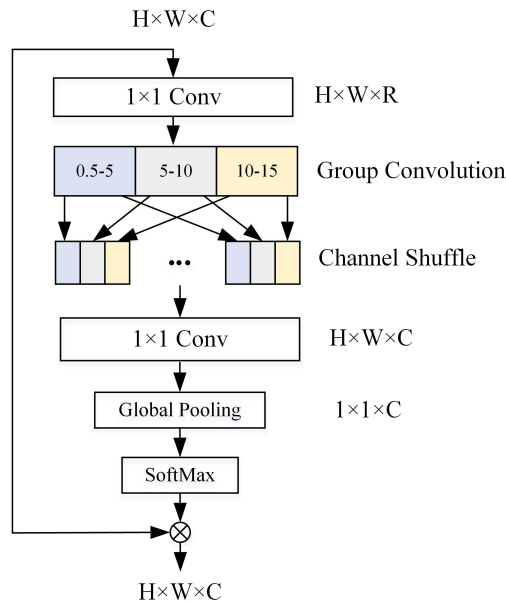 H×W×C
1×1 Conv
H×W×R
0.5-5 5-10 10-15
Group Convolution
Channel Shuffle
...
1×1 Conv
H×W×C
Global Pooling
1×1×C
SoftMax
H×W×C